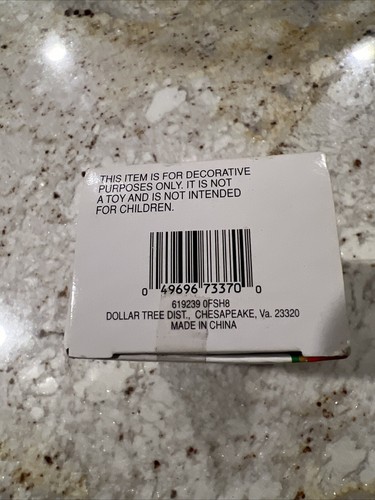 THIS ITEM IS FOR DECORATIVE
PURPOSES ONLY. IT IS NOT
A TOY AND IS NOT INTENDED
FOR CHILDREN.
0 49696 73370 0
619239 0FSH8
DOLLAR TREE DIST., CHESAPEAKE, Va. 23320
MADE IN CHINA